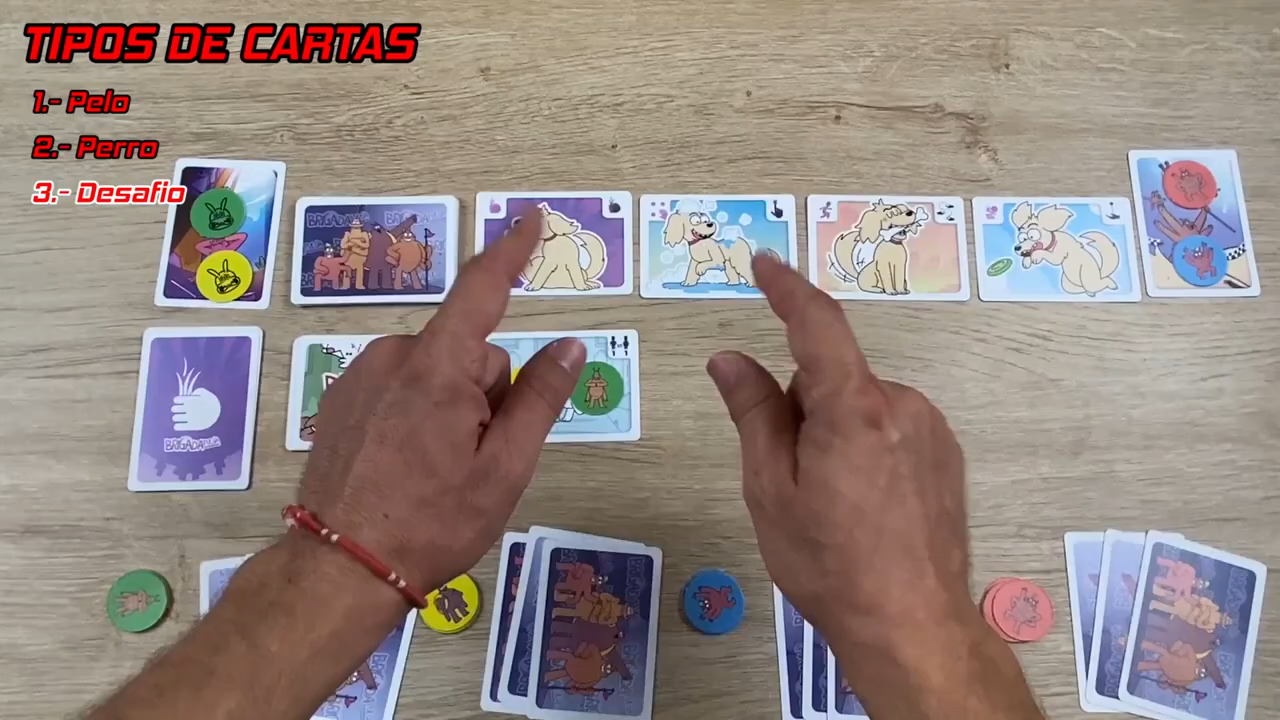 TIPOS DE CARTAS
1.- Pelo
2.- Perro
3.- Desafio